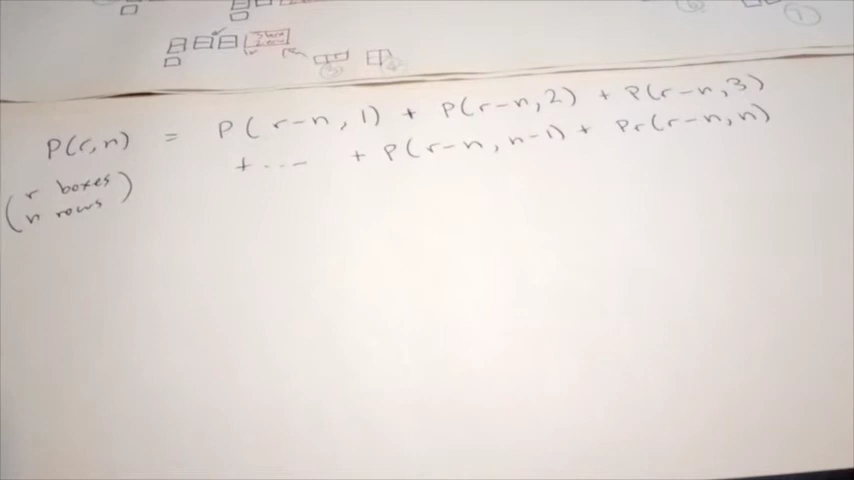 P(r,n) = P(r-n,1) + P(r-n,2) + P(r-n,3)
+ ... + P(r-n,n-1) + Pr(r-n,n)
(r boxes
n rows)